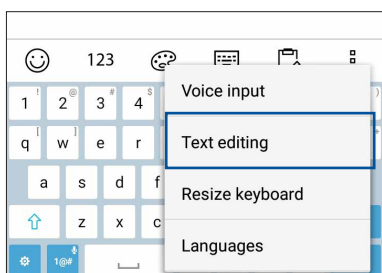 123
Voice input
1 ! 2 @ 3 # 4 $ )
Text editing
q [ w ] e r
a s d f
Resize keyboard
z x c
Languages
1@#